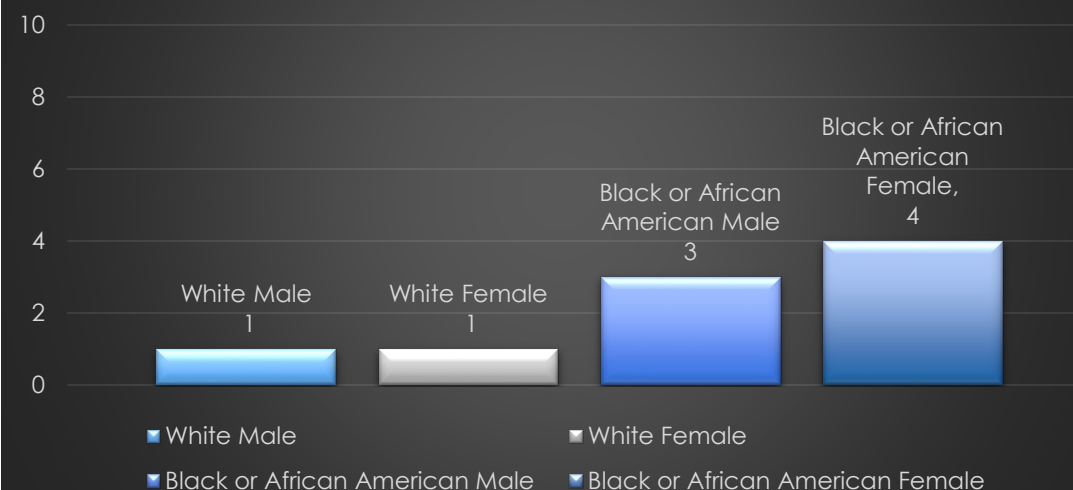 10
8
6
4
2
0
White Male
1
White Female
1
Black or African
American Male
3
Black or African
American
Female,
4
White Male
White Female
Black or African American Male
Black or African American Female